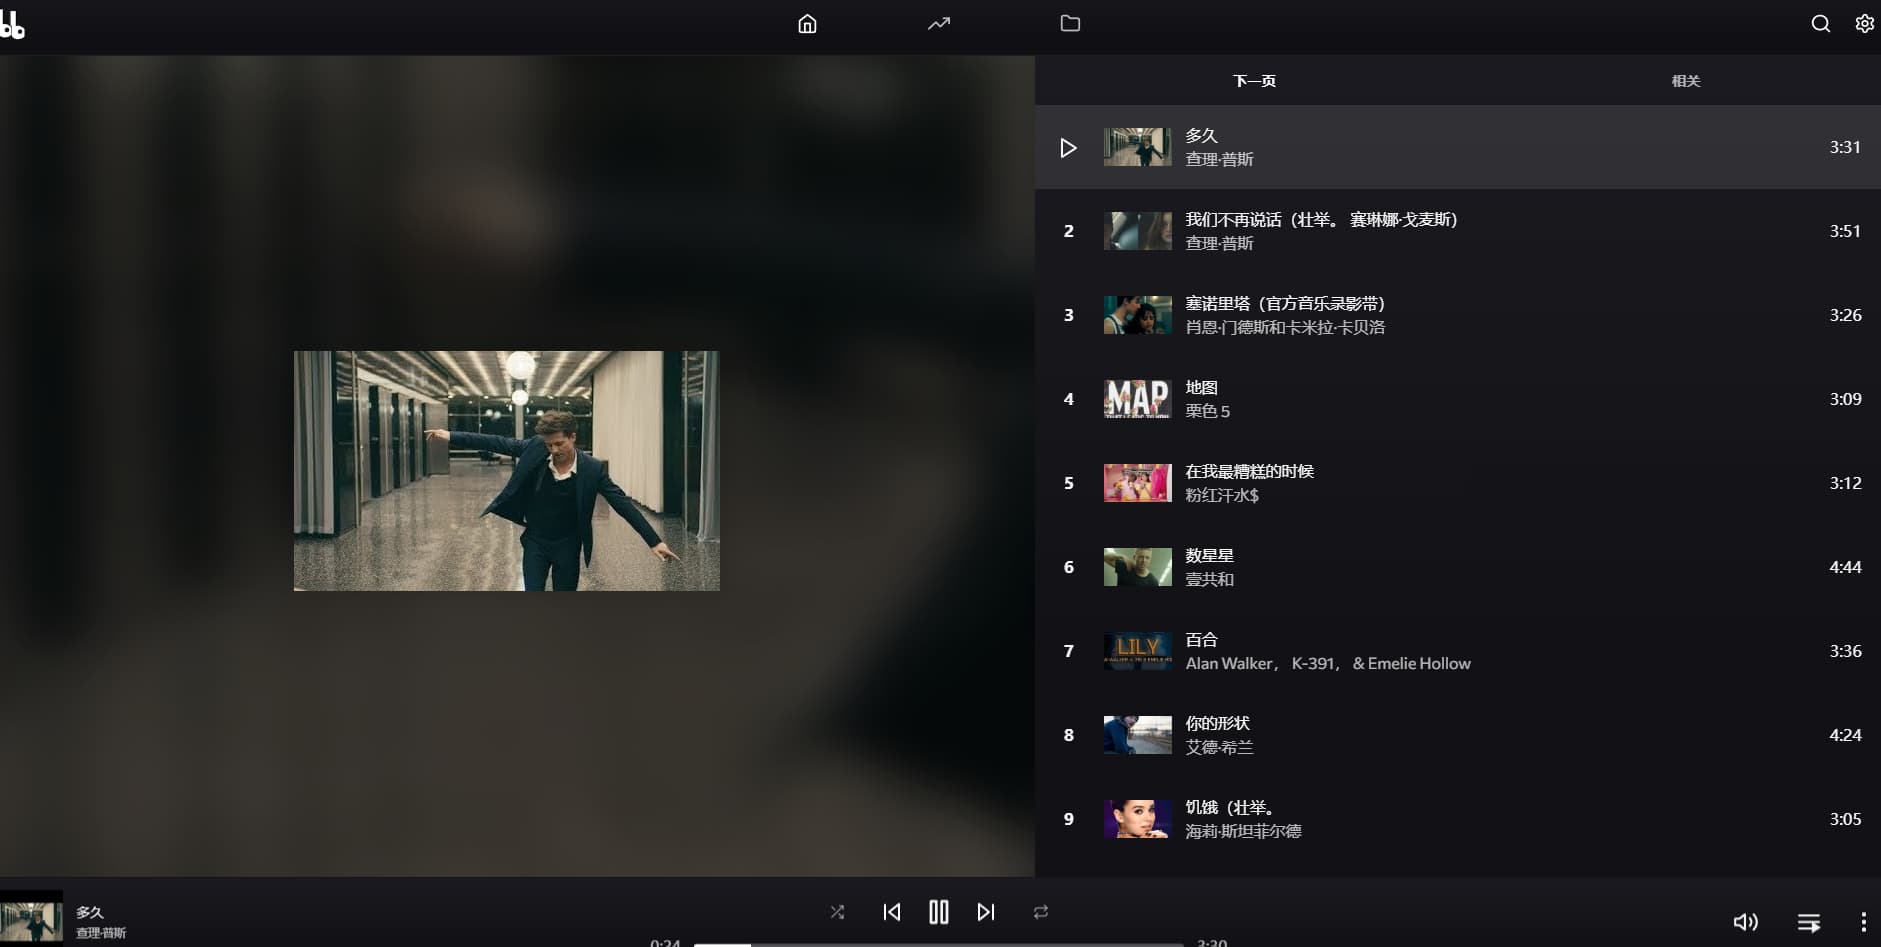 下一页
相关
多久
查理·普斯
3:31
2
我们不再说话（壮举。 赛琳娜·戈麦斯）
查理·普斯
3:51
3
塞诺里塔（官方音乐录影带）
肖恩·门德斯和卡米拉·卡贝洛
3:26
4
MAP
地图
栗色 5
3:09
5
在我最糟糕的时候
粉红汗水$
3:12
6
数星星
壹共和
4:44
7
LILY
百合
Alan Walker， K-391， & Emelie Hollow
3:36
8
你的形状
艾德·希兰
4:24
9
饥饿（壮举。
海莉·斯坦菲尔德
3:05
多久
查理·普斯
0:24
3:30